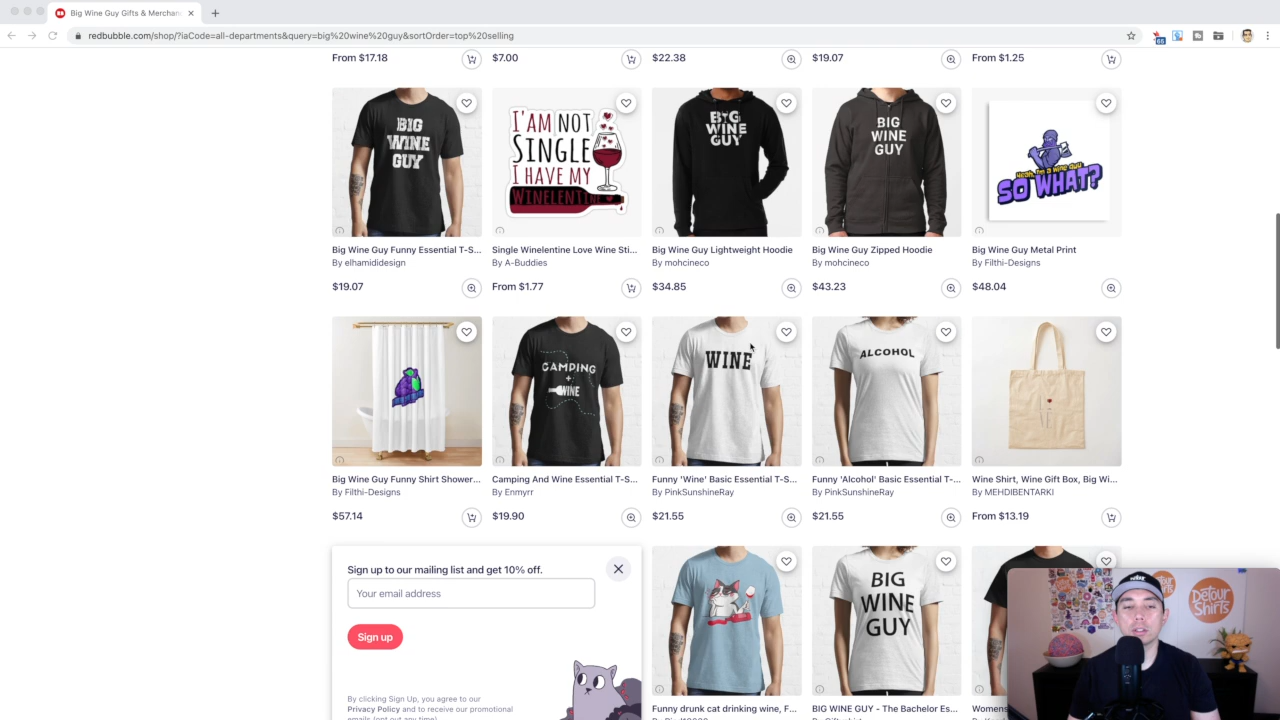 Big Wine Guy Gifts & Merchan
redbubble.com/shop/?iaCode=all-departments&query=big%20wine%20guy&sortOrder=top%20selling
From $17.18
$7.00
$22.38
$19.07
From $1.25
BIG
WINE
GUY
I'AM NOT
SINGLE
I HAVE MY
WINELENTINE
BIG
WINE
GUY
BIG
WINE
GUY
Yeah, I'm a wine guy.
SO WHAT?
Big Wine Guy Funny Essential T-S...
Single Winelentine Love Wine Sti...
Big Wine Guy Lightweight Hoodie
Big Wine Guy Zipped Hoodie
Big Wine Guy Metal Print
By elhamididesign
By A-Buddies
By mohcineco
By mohcineco
By Filthi-Designs
$19.07
From $1.77
$34.85
$43.23
$48.04
CAMPING
+
WINE
WINE
ALCOHOL
Big Wine Guy Funny Shirt Shower...
Camping And Wine Essential T-S...
Funny 'Wine' Basic Essential T-S...
Funny 'Alcohol' Basic Essential T-...
Wine Shirt, Wine Gift Box, Big Wi...
By Filthi-Designs
By Enmyrr
By PinkSunshineRay
By PinkSunshineRay
By MEHDIBENTARKI
$57.14
$19.90
$21.55
$21.55
From $13.19
Sign up to our mailing list and get 10% off.
Your email address
Sign up
By clicking Sign Up, you agree to our
Privacy Policy and to receive our promotional
emails (opt out any time).
BIG
WINE
GUY
Funny drunk cat drinking wine, F...
BIG WINE GUY - The Bachelor Es...
Womens
DeTour
SHIRTS